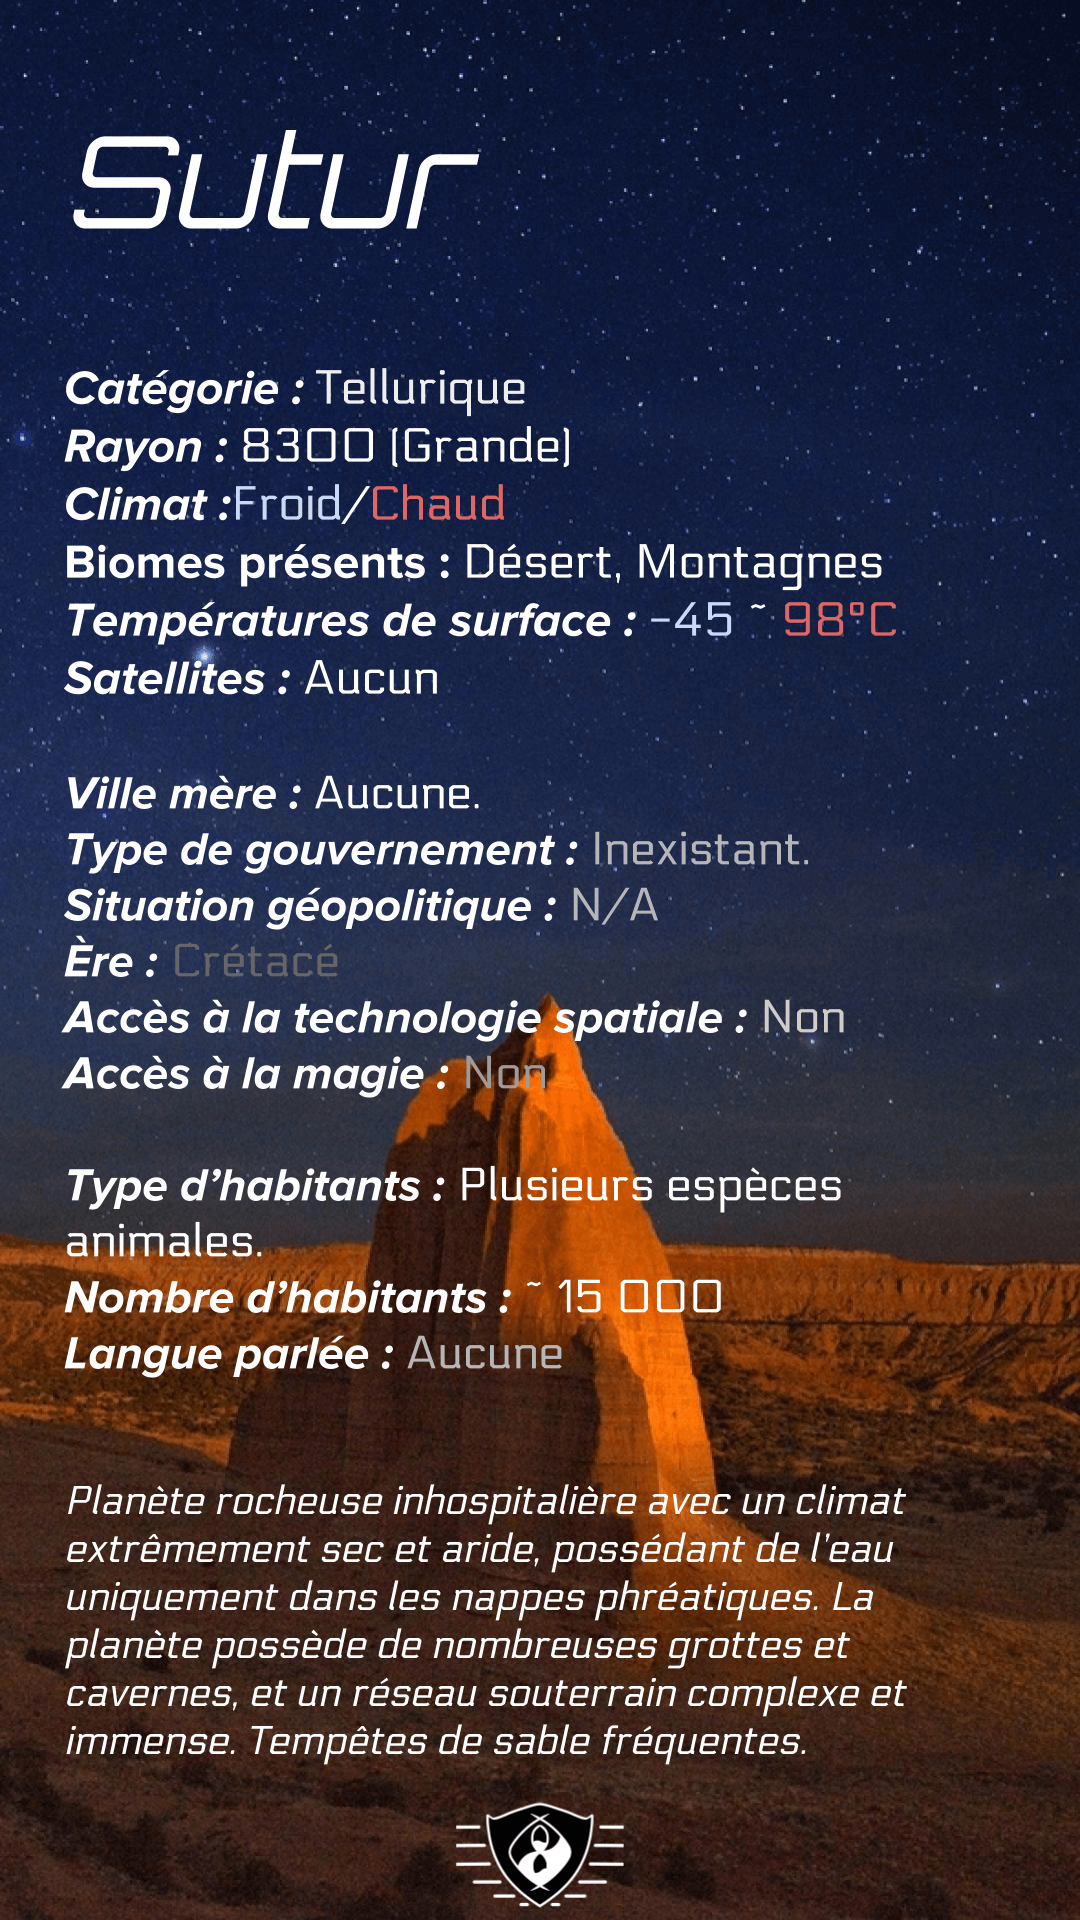 Sutur
Catégorie : Tellurique
Rayon : 8300 (Grande)
Climat :Froid/Chaud
Biomes présents : Désert, Montagnes
Températures de surface : -45 ~ 98°C
Satellites : Aucun
Ville mère : Aucune.
Type de gouvernement : Inexistant.
Situation géopolitique : N/A
Ère : Crétacé
Accès à la technologie spatiale : Non
Accès à la magie : Non
Type d’habitants : Plusieurs espèces
animales.
Nombre d’habitants : ~ 15 000
Langue parlée : Aucune
Planète rocheuse inhospitalière avec un climat
extrêmement sec et aride, possédant de l’eau
uniquement dans les nappes phréatiques. La
planète possède de nombreuses grottes et
cavernes, et un réseau souterrain complexe et
immense. Tempêtes de sable fréquentes.